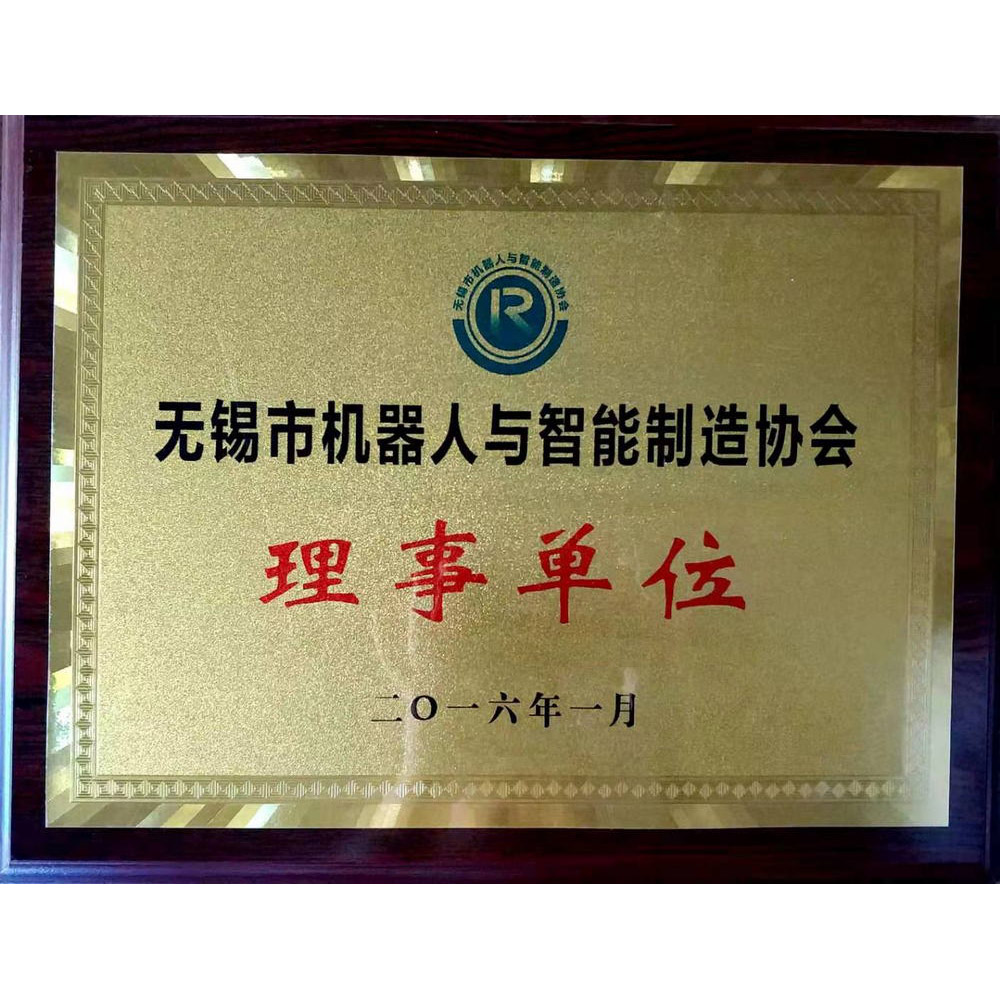 无锡市机器人与智能制造协会
R
无锡市机器人与智能制造协会
理事单位
二〇一六年一月